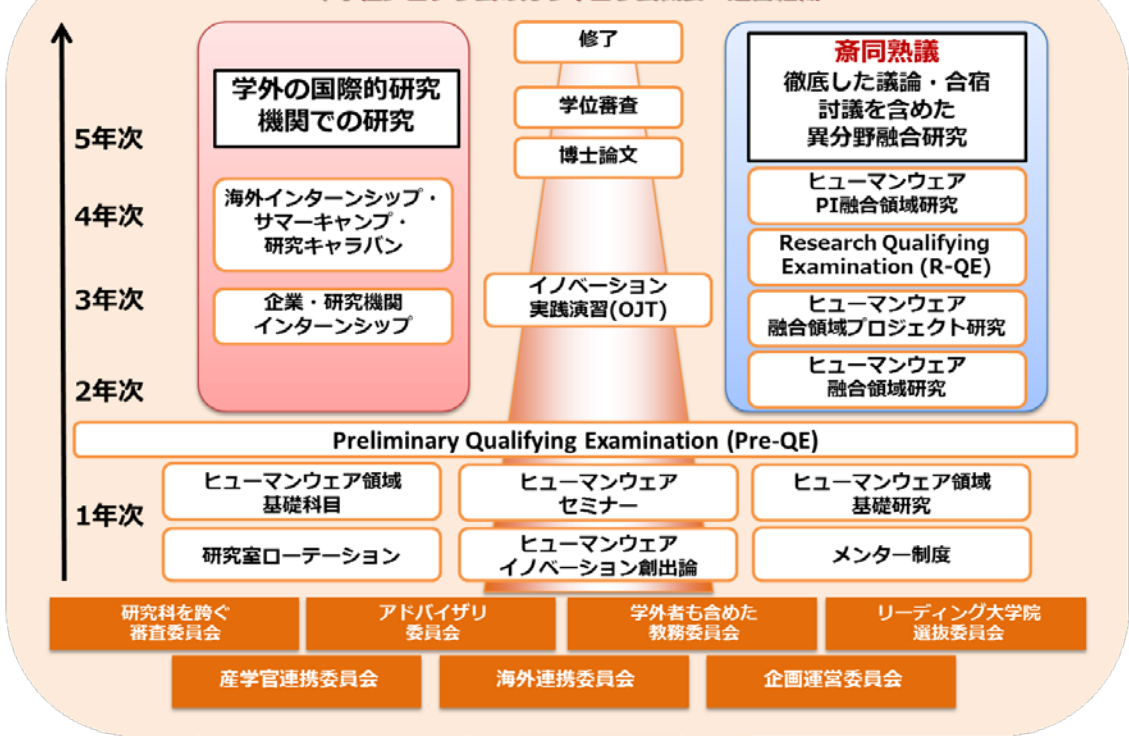 修了
斎同熟議
徹底した議論・合宿
討議を含めた
異分野融合研究
学外の国際的研究
機関での研究
学位審査
5年次
博士論文
ヒューマンウェア
PI融合領域研究
海外インターンシップ・
サマーキャンプ・
研究キャラバン
4年次
Research Qualifying
Examination (R-QE)
3年次
企業・研究機関
インターンシップ
イノベーション
実践演習(OJT)
ヒューマンウェア
融合領域プロジェクト研究
ヒューマンウェア
融合領域研究
2年次
Preliminary Qualifying Examination (Pre-QE)
ヒューマンウェア領域
基礎科目
ヒューマンウェア
セミナー
ヒューマンウェア領域
基礎研究
1年次
研究室ローテーション
ヒューマンウェア
イノベーション創出論
メンター制度
研究科を跨ぐ
審査委員会
アドバイザリ
委員会
学外者も含めた
教務委員会
リーディング大学院
選抜委員会
産学官連携委員会
海外連携委員会
企画運営委員会